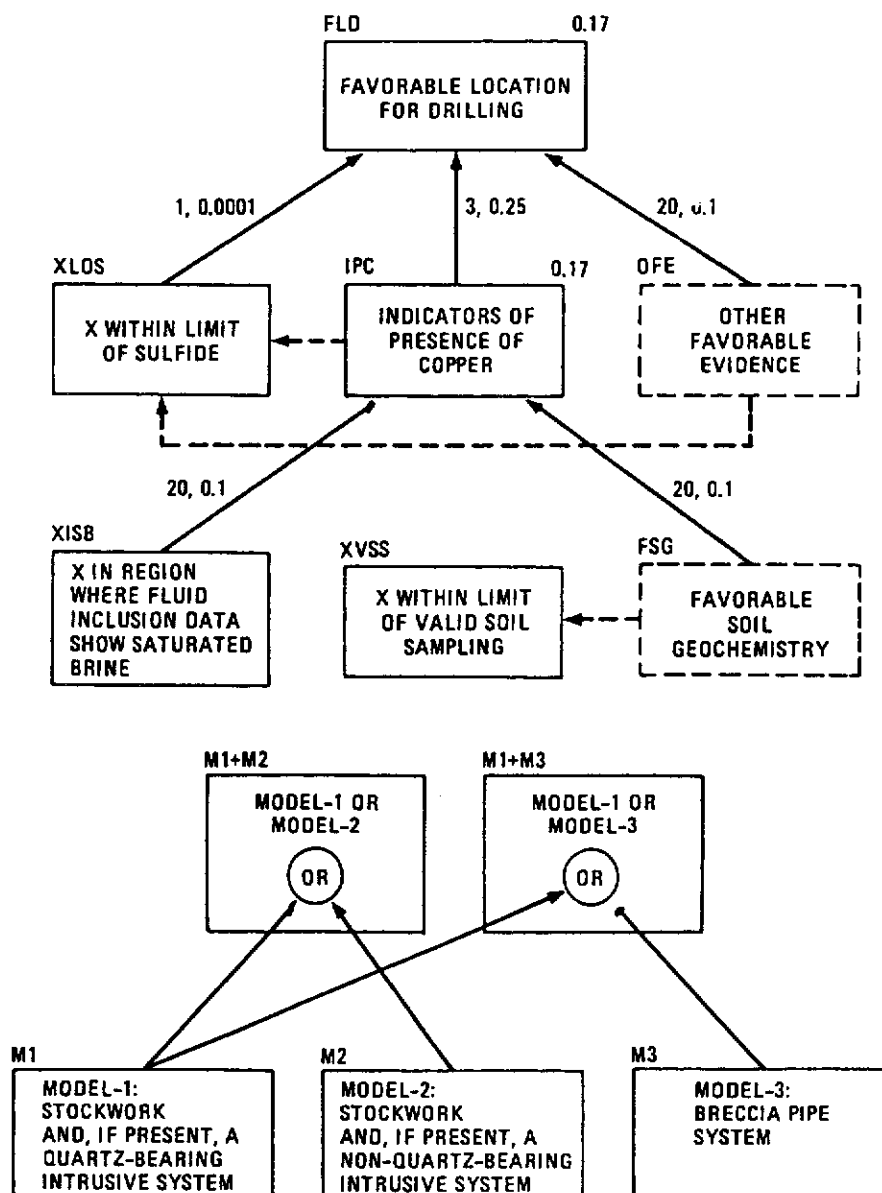 FLD 0.17
FAVORABLE LOCATION
FOR DRILLING
1, 0.0001
3, 0.25
20, 0.1
XLOS
IPC 0.17
OFE
X WITHIN LIMIT
OF SULFIDE
INDICATORS OF
PRESENCE OF
COPPER
OTHER
FAVORABLE
EVIDENCE
20, 0.1
20, 0.1
XISB
XVSS
FSG
X IN REGION
WHERE FLUID
INCLUSION DATA
SHOW SATURATED
BRINE
X WITHIN LIMIT
OF VALID SOIL
SAMPLING
FAVORABLE
SOIL
GEOCHEMISTRY
M1+M2
M1+M3
MODEL-1 OR
MODEL-2
OR
MODEL-1 OR
MODEL-3
OR
M1
M2
M3
MODEL-1:
STOCKWORK
AND, IF PRESENT, A
QUARTZ-BEARING
INTRUSIVE SYSTEM
MODEL-2:
STOCKWORK
AND, IF PRESENT, A
NON-QUARTZ-BEARING
INTRUSIVE SYSTEM
MODEL-3:
BRECCIA PIPE
SYSTEM